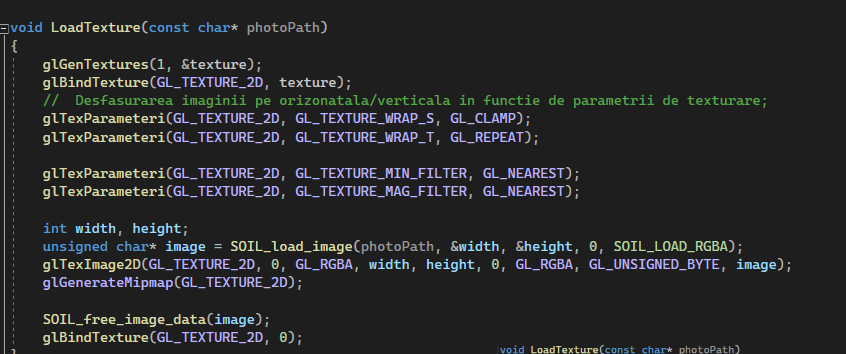 void LoadTexture(const char* photoPath)
{
glGenTextures(1, &texture);
glBindTexture(GL_TEXTURE_2D, texture);
//  Desfasurarea imaginii pe orizonatala/verticala in functie de parametrii de texturare;
glTexParameteri(GL_TEXTURE_2D, GL_TEXTURE_WRAP_S, GL_CLAMP);
glTexParameteri(GL_TEXTURE_2D, GL_TEXTURE_WRAP_T, GL_REPEAT);
glTexParameteri(GL_TEXTURE_2D, GL_TEXTURE_MIN_FILTER, GL_NEAREST);
glTexParameteri(GL_TEXTURE_2D, GL_TEXTURE_MAG_FILTER, GL_NEAREST);
int width, height;
unsigned char* image = SOIL_load_image(photoPath, &width, &height, 0, SOIL_LOAD_RGBA);
glTexImage2D(GL_TEXTURE_2D, 0, GL_RGBA, width, height, 0, GL_RGBA, GL_UNSIGNED_BYTE, image);
glGenerateMipmap(GL_TEXTURE_2D);
SOIL_free_image_data(image);
glBindTexture(GL_TEXTURE_2D, 0);
}
void LoadTexture(const char* photoPath)